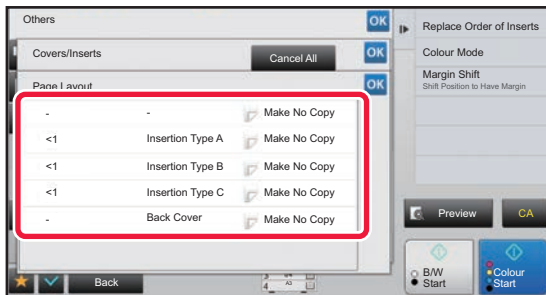 Others
OK
Covers/Inserts
Cancel All
OK
Page Layout
OK
- - Make No Copy
<1 Insertion Type A Make No Copy
<1 Insertion Type B Make No Copy
<1 Insertion Type C Make No Copy
- Back Cover Make No Copy
Back
4 A3
Replace Order of Inserts
Colour Mode
Margin Shift
Shift Position to Have Margin
Preview
CA
B/W
Start
Colour
Start